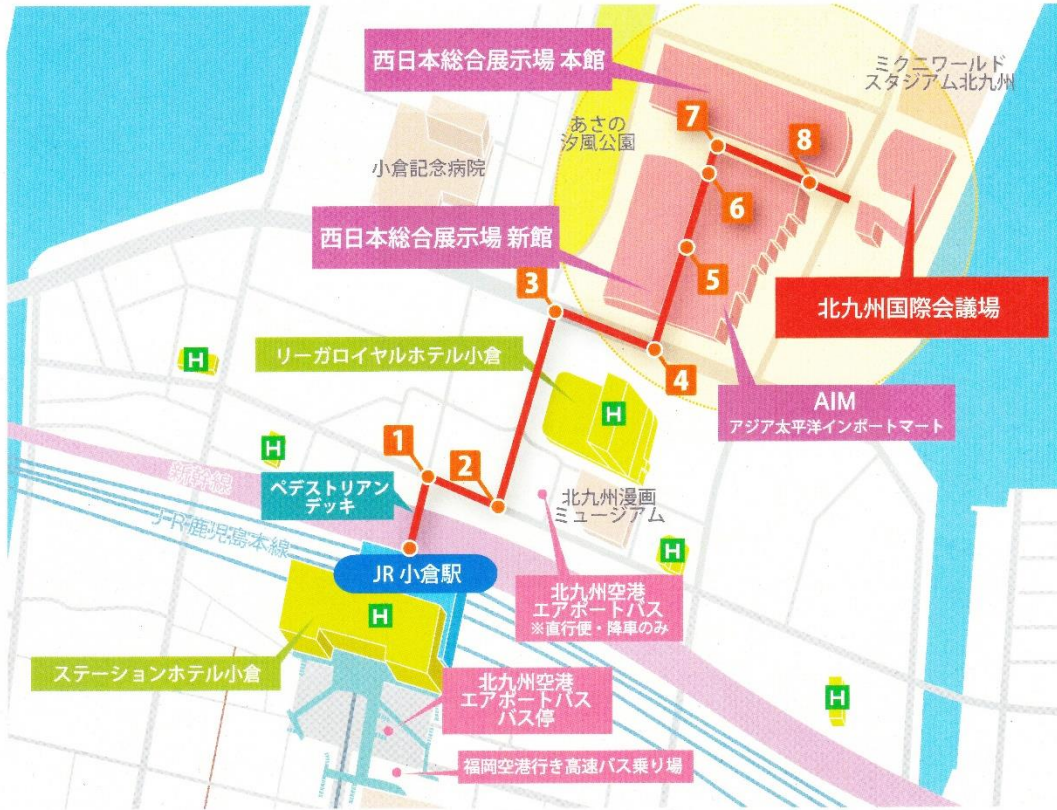 西日本総合展示場 本館
ミクニワールド
スタジアム北九州
あさの
汐風公園
小倉記念病院
7
8
6
西日本総合展示場 新館
5
3
北九州国際会議場
リーガロイヤルホテル小倉
4
H
AIM
アジア太平洋インポートマート
H
H
1
2
新幹線
ペデストリアン
デッキ
北九州漫画
ミュージアム
JR鹿児島本線
H
JR 小倉駅
北九州空港
エアポートバス
※直行便・降車のみ
H
ステーションホテル小倉
北九州空港
エアポートバス
バス停
H
福岡空港行き高速バス乗り場